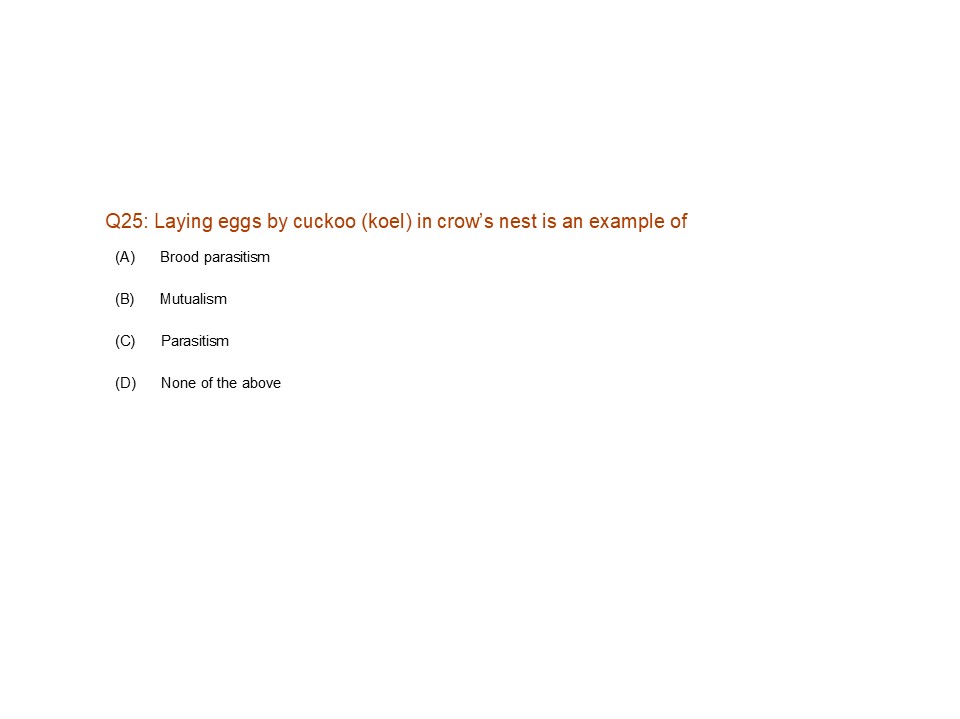 Q25: Laying eggs by cuckoo (koel) in crow’s nest is an example of
(A) Brood parasitism
(B) Mutualism
(C) Parasitism
(D) None of the above